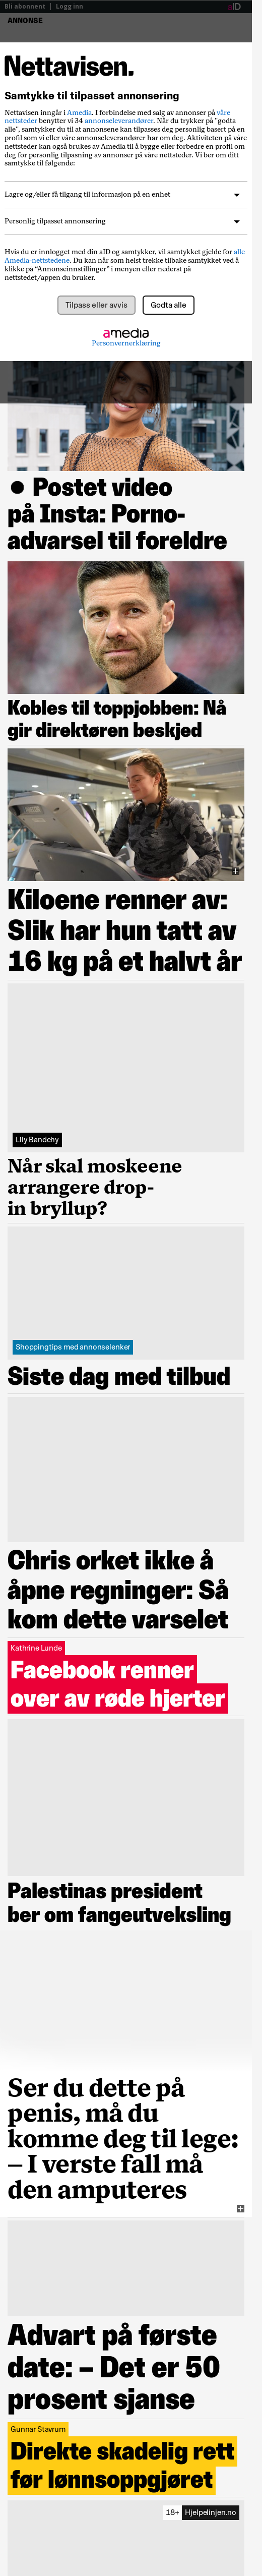 Bli abonnent | Logg inn
aID
ANNONSE
Nettavisen.
Samtykke til tilpasset annonsering
Nettavisen inngår i Amedia. I forbindelse med salg av annonser på våre
nettsteder benytter vi 34 annonseleverandører. Når du trykker på "godta
alle", samtykker du til at annonsene kan tilpasses deg personlig basert på en
profil som vi eller våre annonseleverandører har om deg. Aktiviteten på våre
nettsteder kan også brukes av Amedia til å bygge eller forbedre en profil om
deg for personlig tilpasning av annonser på våre nettsteder. Vi ber om ditt
samtykke til følgende:
Lagre og/eller få tilgang til informasjon på en enhet
Personlig tilpasset annonsering
Hvis du er innlogget med din aID og samtykker, vil samtykket gjelde for alle
Amedia-nettstedene. Du kan når som helst trekke tilbake samtykket ved å
klikke på “Annonseinnstillinger” i menyen eller nederst på
nettstedet/appen du bruker.
Tilpass eller avvis
Godta alle
amedia
Personvernerklæring
● Postet video
på Insta: Porno-
advarsel til foreldre
Kobles til toppjobben: Nå
gir direktøren beskjed
Kiloene renner av:
Slik har hun tatt av
16 kg på et halvt år
Lily Bandehy
Når skal moskeene
arrangere drop-
in bryllup?
Shoppingtips med annonselenker
Siste dag med tilbud
Chris orket ikke å
åpne regninger: Så
kom dette varselet
Kathrine Lunde
Facebook renner
over av røde hjerter
Palestinas president
ber om fangeutveksling
Ser du dette på
penis, må du
komme deg til lege:
– I verste fall må
den amputeres
Advart på første
date: – Det er 50
prosent sjanse
Gunnar Stavrum
Direkte skadelig rett
før lønnsoppgjøret
18+ Hjelpelinjen.no